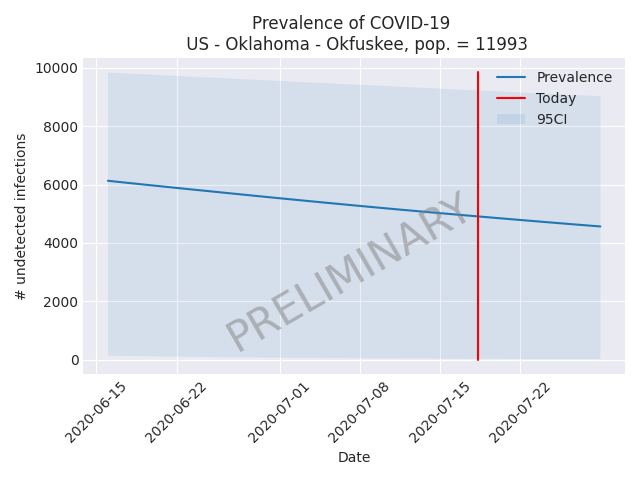 Prevalence of COVID-19
US - Oklahoma - Okfuskee, pop. = 11993
10000
8000
6000
4000
2000
0
# undetected infections
Prevalence
Today
95CI
PRELIMINARY
2020-06-15
2020-06-22
2020-07-01
2020-07-08
2020-07-15
2020-07-22
Date